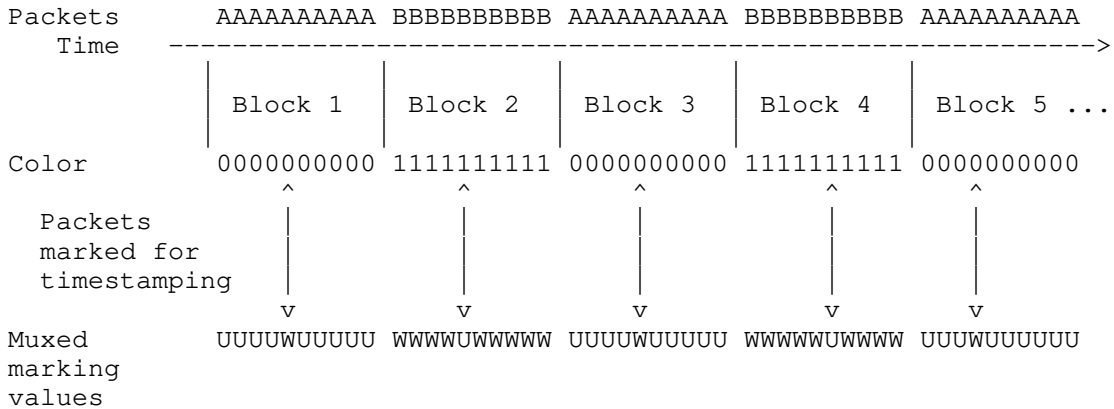 Packets AAAAAAAAAA BBBBBBBBBB AAAAAAAAAA BBBBBBBBBB AAAAAAAAAA
Time
Block 1 Block 2 Block 3 Block 4 Block 5 ...
Color 0000000000 1111111111 0000000000 1111111111 0000000000
Packets
marked for
timestamping
Muxed UUUUWUUUUU WWWWUWWWWW UUUUWUUUUU WWWWWUWWWW UUUWUUUUUU
marking
values